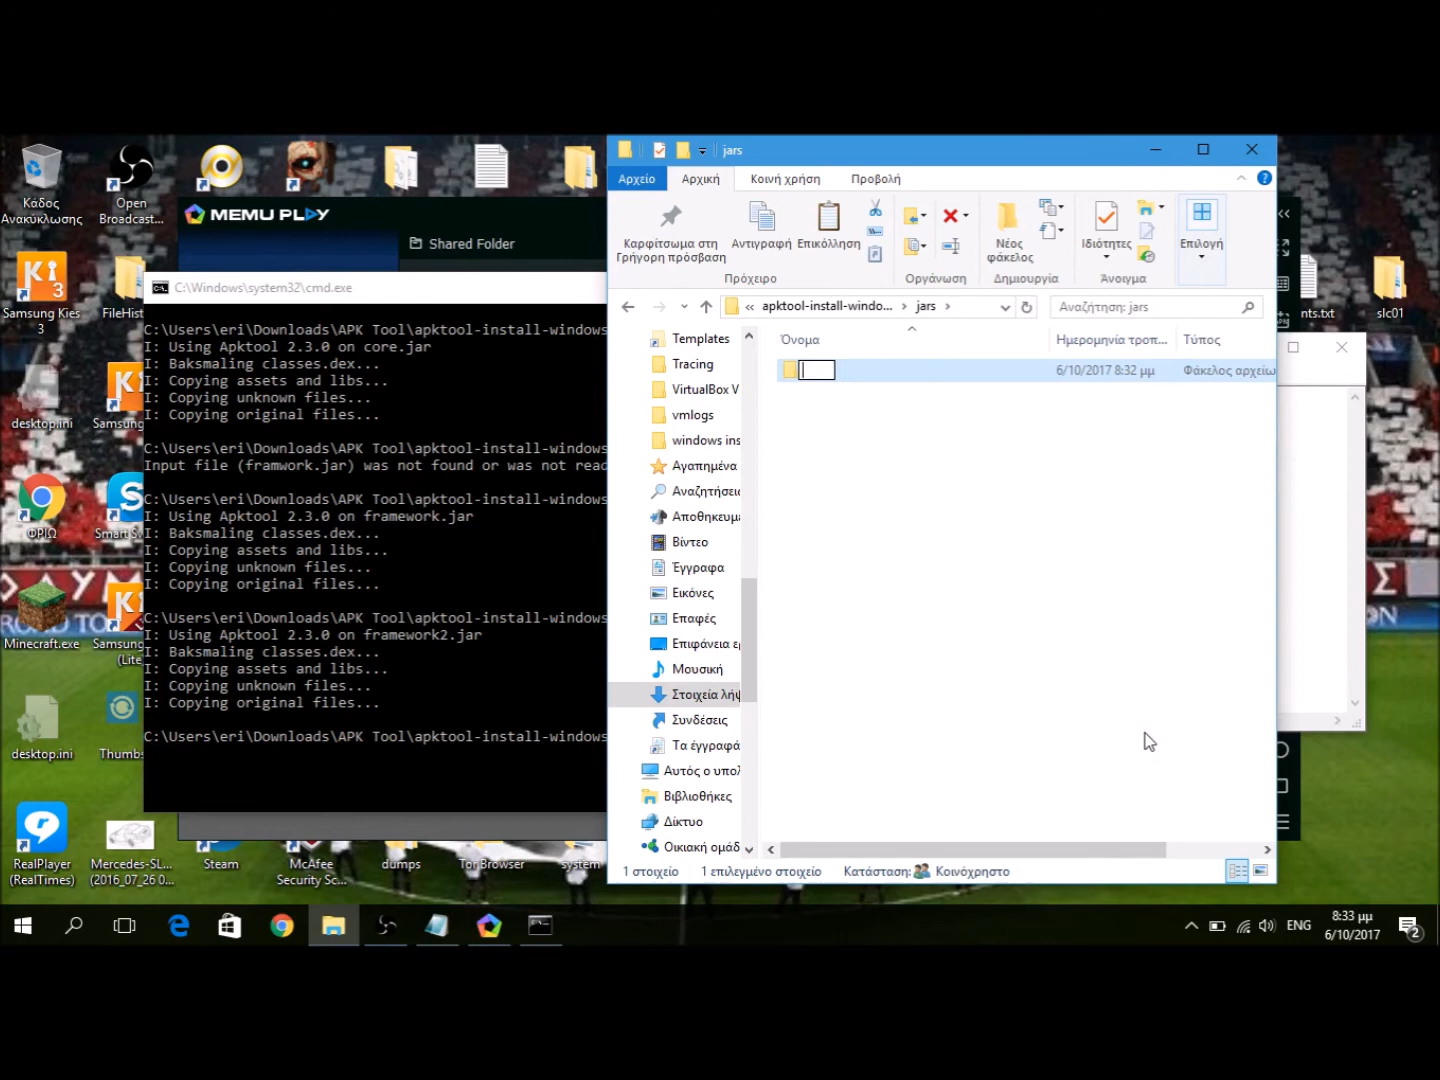 Κάδος
Ανακύκλωσης
Open
Broadcast...
MEMU PLAY
Shared Folder
Samsung Kies
3
FileHist
desktop.ini
Samsung
ΦΡΙΩ
Smart S
Minecraft.exe
Samsung
(Lite
desktop.ini
Thumbs
RealPlayer
(RealTimes)
Mercedes-SL...
(2016_07_26 0...
Steam
McAfee
Security Sc...
dumps
Tor Browser
system
nts.txt
slc01
C:\Windows\system32\cmd.exe
C:\Users\eri\Downloads\APK Tool\apktool-install-windows
I: Using Apktool 2.3.0 on core.jar
I: Baksmaling classes.dex...
I: Copying assets and libs...
I: Copying unknown files...
I: Copying original files...
C:\Users\eri\Downloads\APK Tool\apktool-install-windows
Input file (framwork.jar) was not found or was not read
C:\Users\eri\Downloads\APK Tool\apktool-install-windows
I: Using Apktool 2.3.0 on framework.jar
I: Baksmaling classes.dex...
I: Copying assets and libs...
I: Copying unknown files...
I: Copying original files...
C:\Users\eri\Downloads\APK Tool\apktool-install-windows
I: Using Apktool 2.3.0 on framework2.jar
I: Baksmaling classes.dex...
I: Copying assets and libs...
I: Copying unknown files...
I: Copying original files...
C:\Users\eri\Downloads\APK Tool\apktool-install-windows
jars
Αρχείο Αρχική Κοινή χρήση Προβολή
Καρφίτσωμα στη
Γρήγορη πρόσβαση
Αντιγραφή
Επικόλληση
Νέος
φάκελος
Ιδιότητες
Επιλογή
Πρόχειρο
Οργάνωση
Δημιουργία
Άνοιγμα
« apktool-install-windo... > jars >
Αναζήτηση: jars
Όνομα
Ημερομηνία τροπ...
Τύπος
6/10/2017 8:32 μμ
Φάκελος αρχείω
Templates
Tracing
VirtualBox V
vmlogs
windows ins
Αγαπημένα
Αναζητήσεις
Αποθηκευμ
Βίντεο
Έγγραφα
Εικόνες
Επαφές
Επιφάνεια ε
Μουσική
Στοιχεία λήψ
Συνδέσεις
Τα έγγραφά
Αυτός ο υπολ
Βιβλιοθήκες
Δίκτυο
Οικιακή ομάδ
1 στοιχείο
1 επιλεγμένο στοιχείο
Κατάσταση:
Κοινόχρηστο
ENG
8:33 μμ
6/10/2017
2